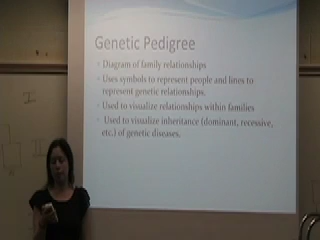 Genetic Pedigree
• Diagram of family relationships
• Uses symbols to represent people and lines to
represent genetic relationships.
• Used to visualize relationships within families
• Used to visualize inheritance (dominant, recessive,
etc.) of genetic diseases.
I